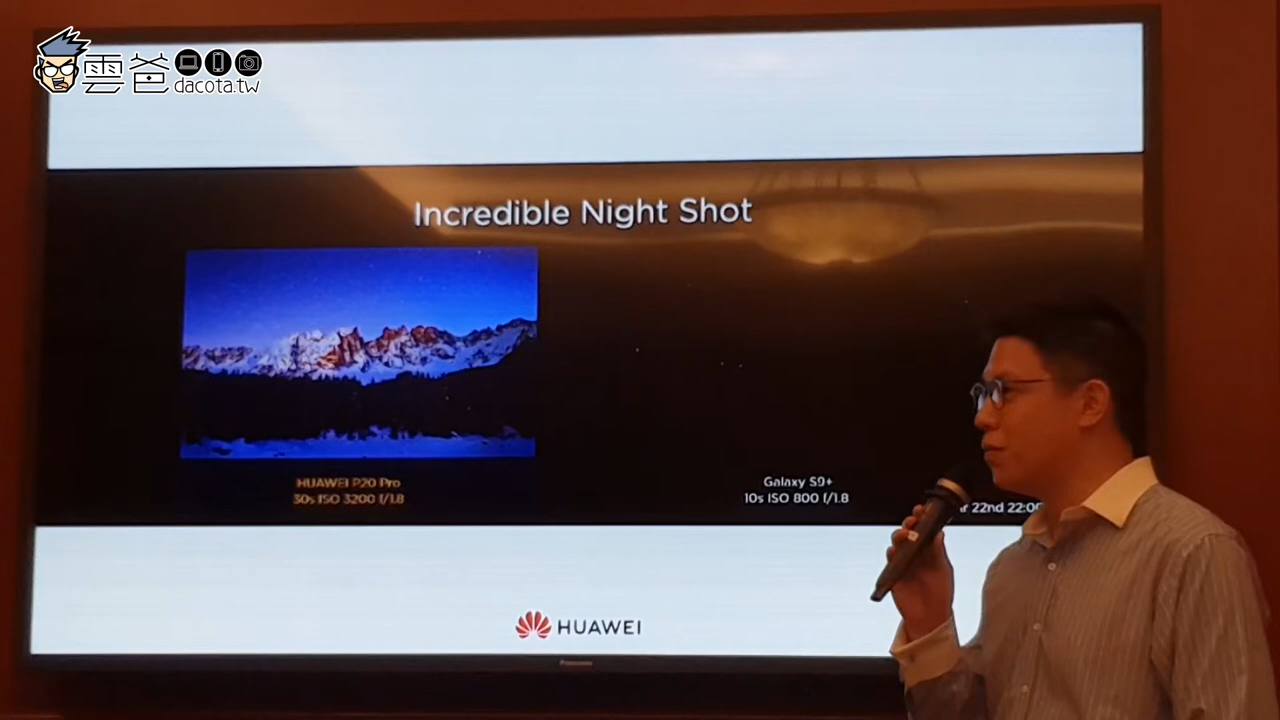 雲爸
dacota.tw
Incredible Night Shot
HUAWEI P20 Pro
30s ISO 3200 f/1.8
Galaxy S9+
10s ISO 800 f/1.8
22nd 22:00
HUAWEI
Panasonic